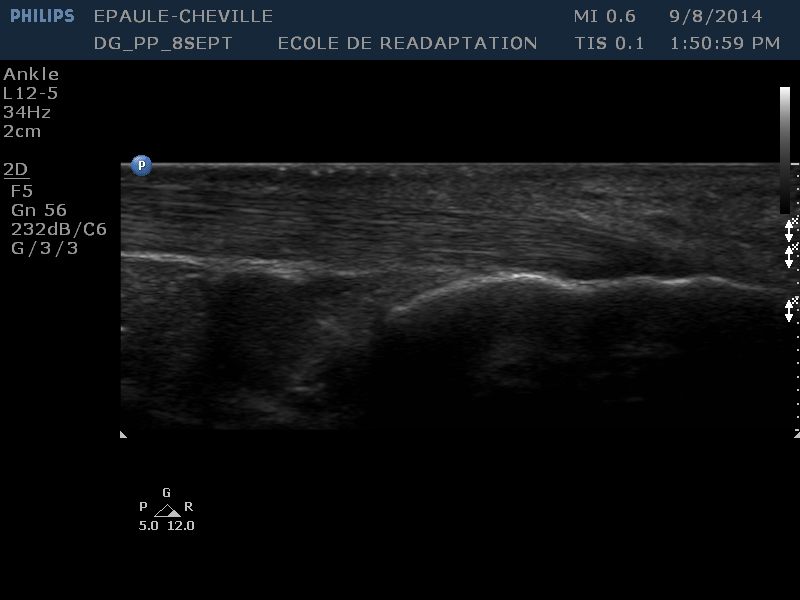 PHILIPS EPAULE-CHEVILLE MI 0.6 9/8/2014
DG_PP_8SEPT ECOLE DE READAPTATION TIS 0.1 1:50:59 PM
Ankle
L12-5
34Hz
2cm
2D
F5
Gn 56
232dB/C6
G/3/3
P
G
P R
5.0 12.0